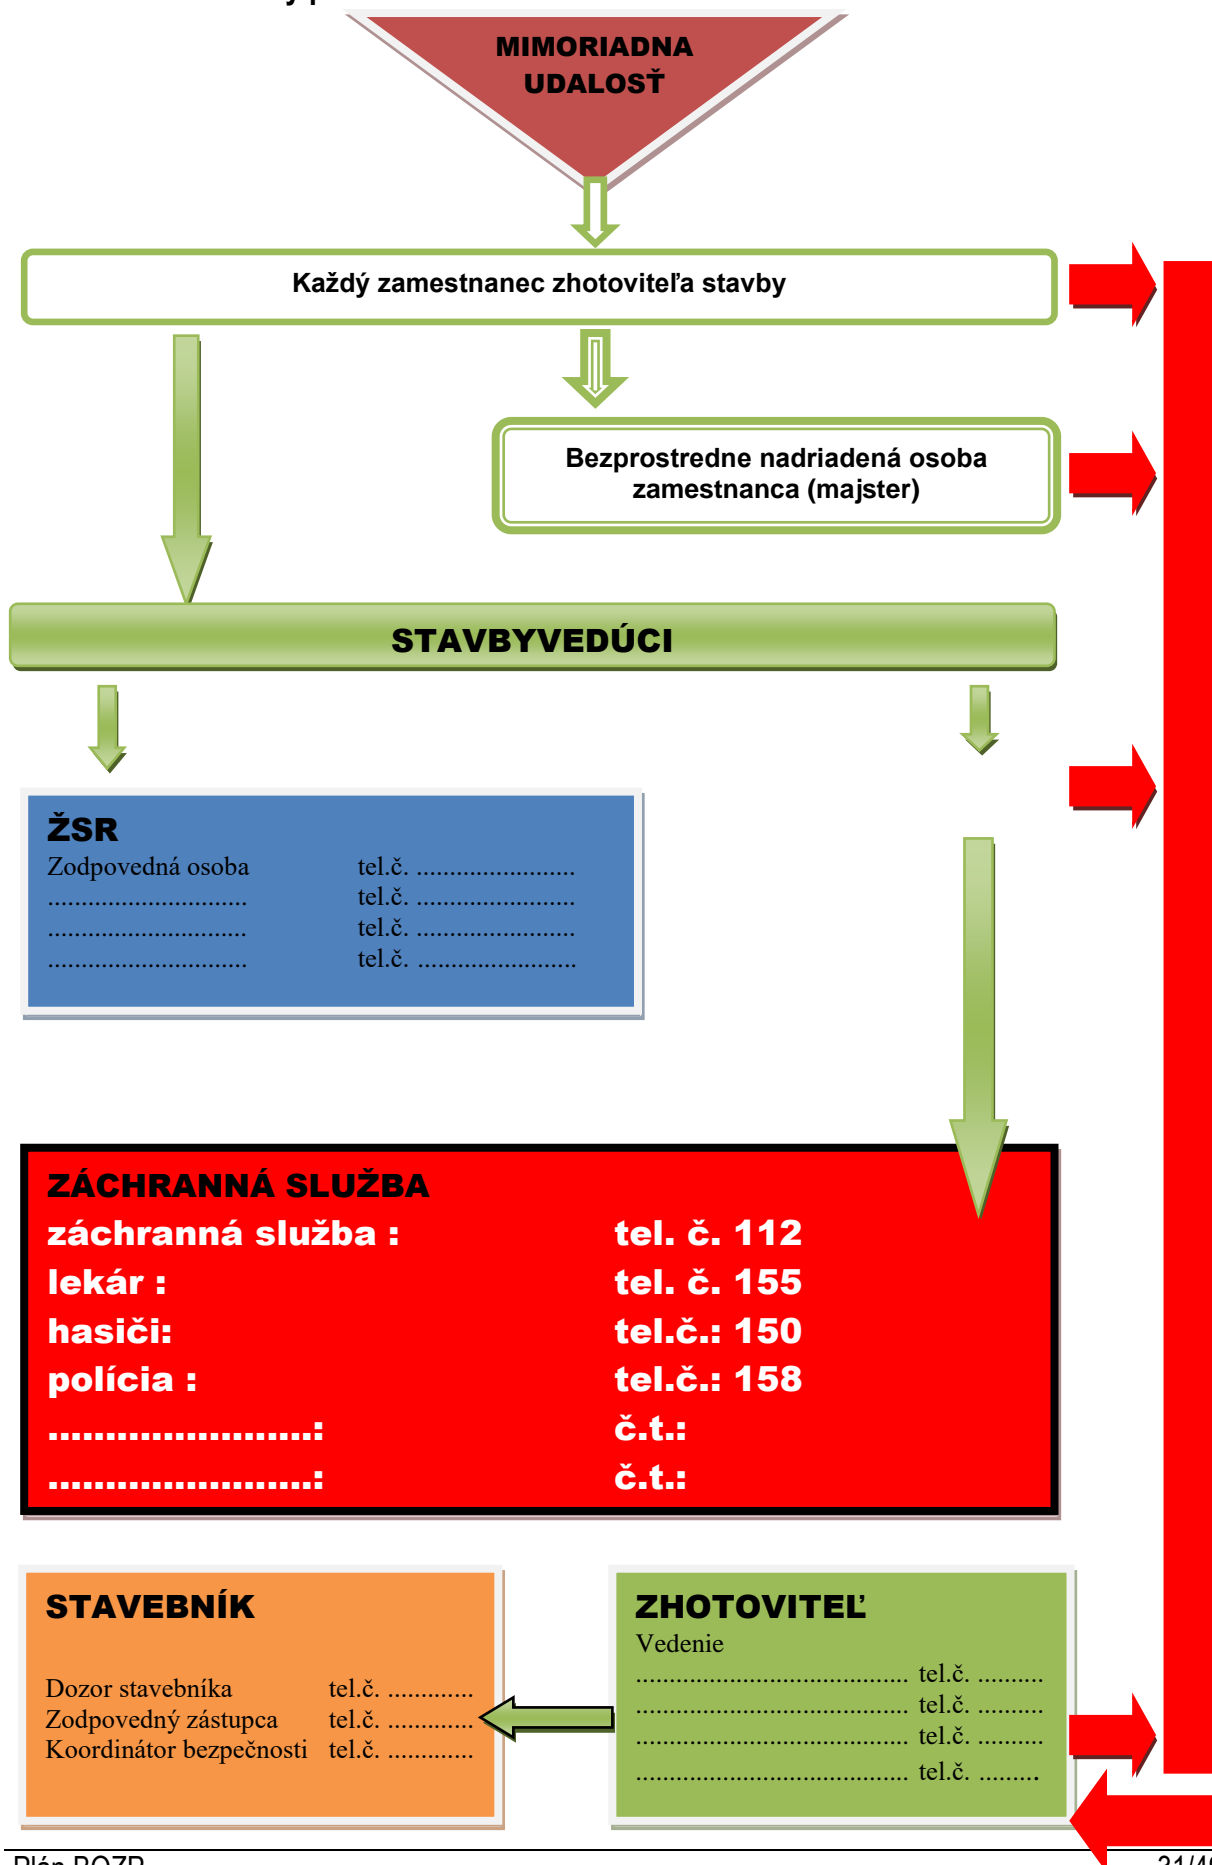 MIMORIADNA
UDALOSŤ
Každý zamestnanec zhotoviteľa stavby
Bezprostredne nadriadená osoba
zamestnanca (majster)
STAVBYVEDÚCI
ŽSR
Zodpovedná osoba tel.č. ........................
.............................. tel.č. ........................
.............................. tel.č. ........................
.............................. tel.č. ........................
ZÁCHRANNÁ SLUŽBA
záchranná služba : tel. č. 112
lekár : tel. č. 155
hasiči: tel.č.: 150
polícia : tel.č.: 158
.......................: č.t.:
.......................: č.t.:
STAVEBNÍK
Dozor stavebníka tel.č. .............
Zodpovedný zástupca tel.č. .............
Koordinátor bezpečnosti tel.č. .............
ZHOTOVITEĽ
Vedenie
......................................... tel.č. ..........
......................................... tel.č. ..........
......................................... tel.č. ..........
......................................... tel.č. .........
Plán BOZP